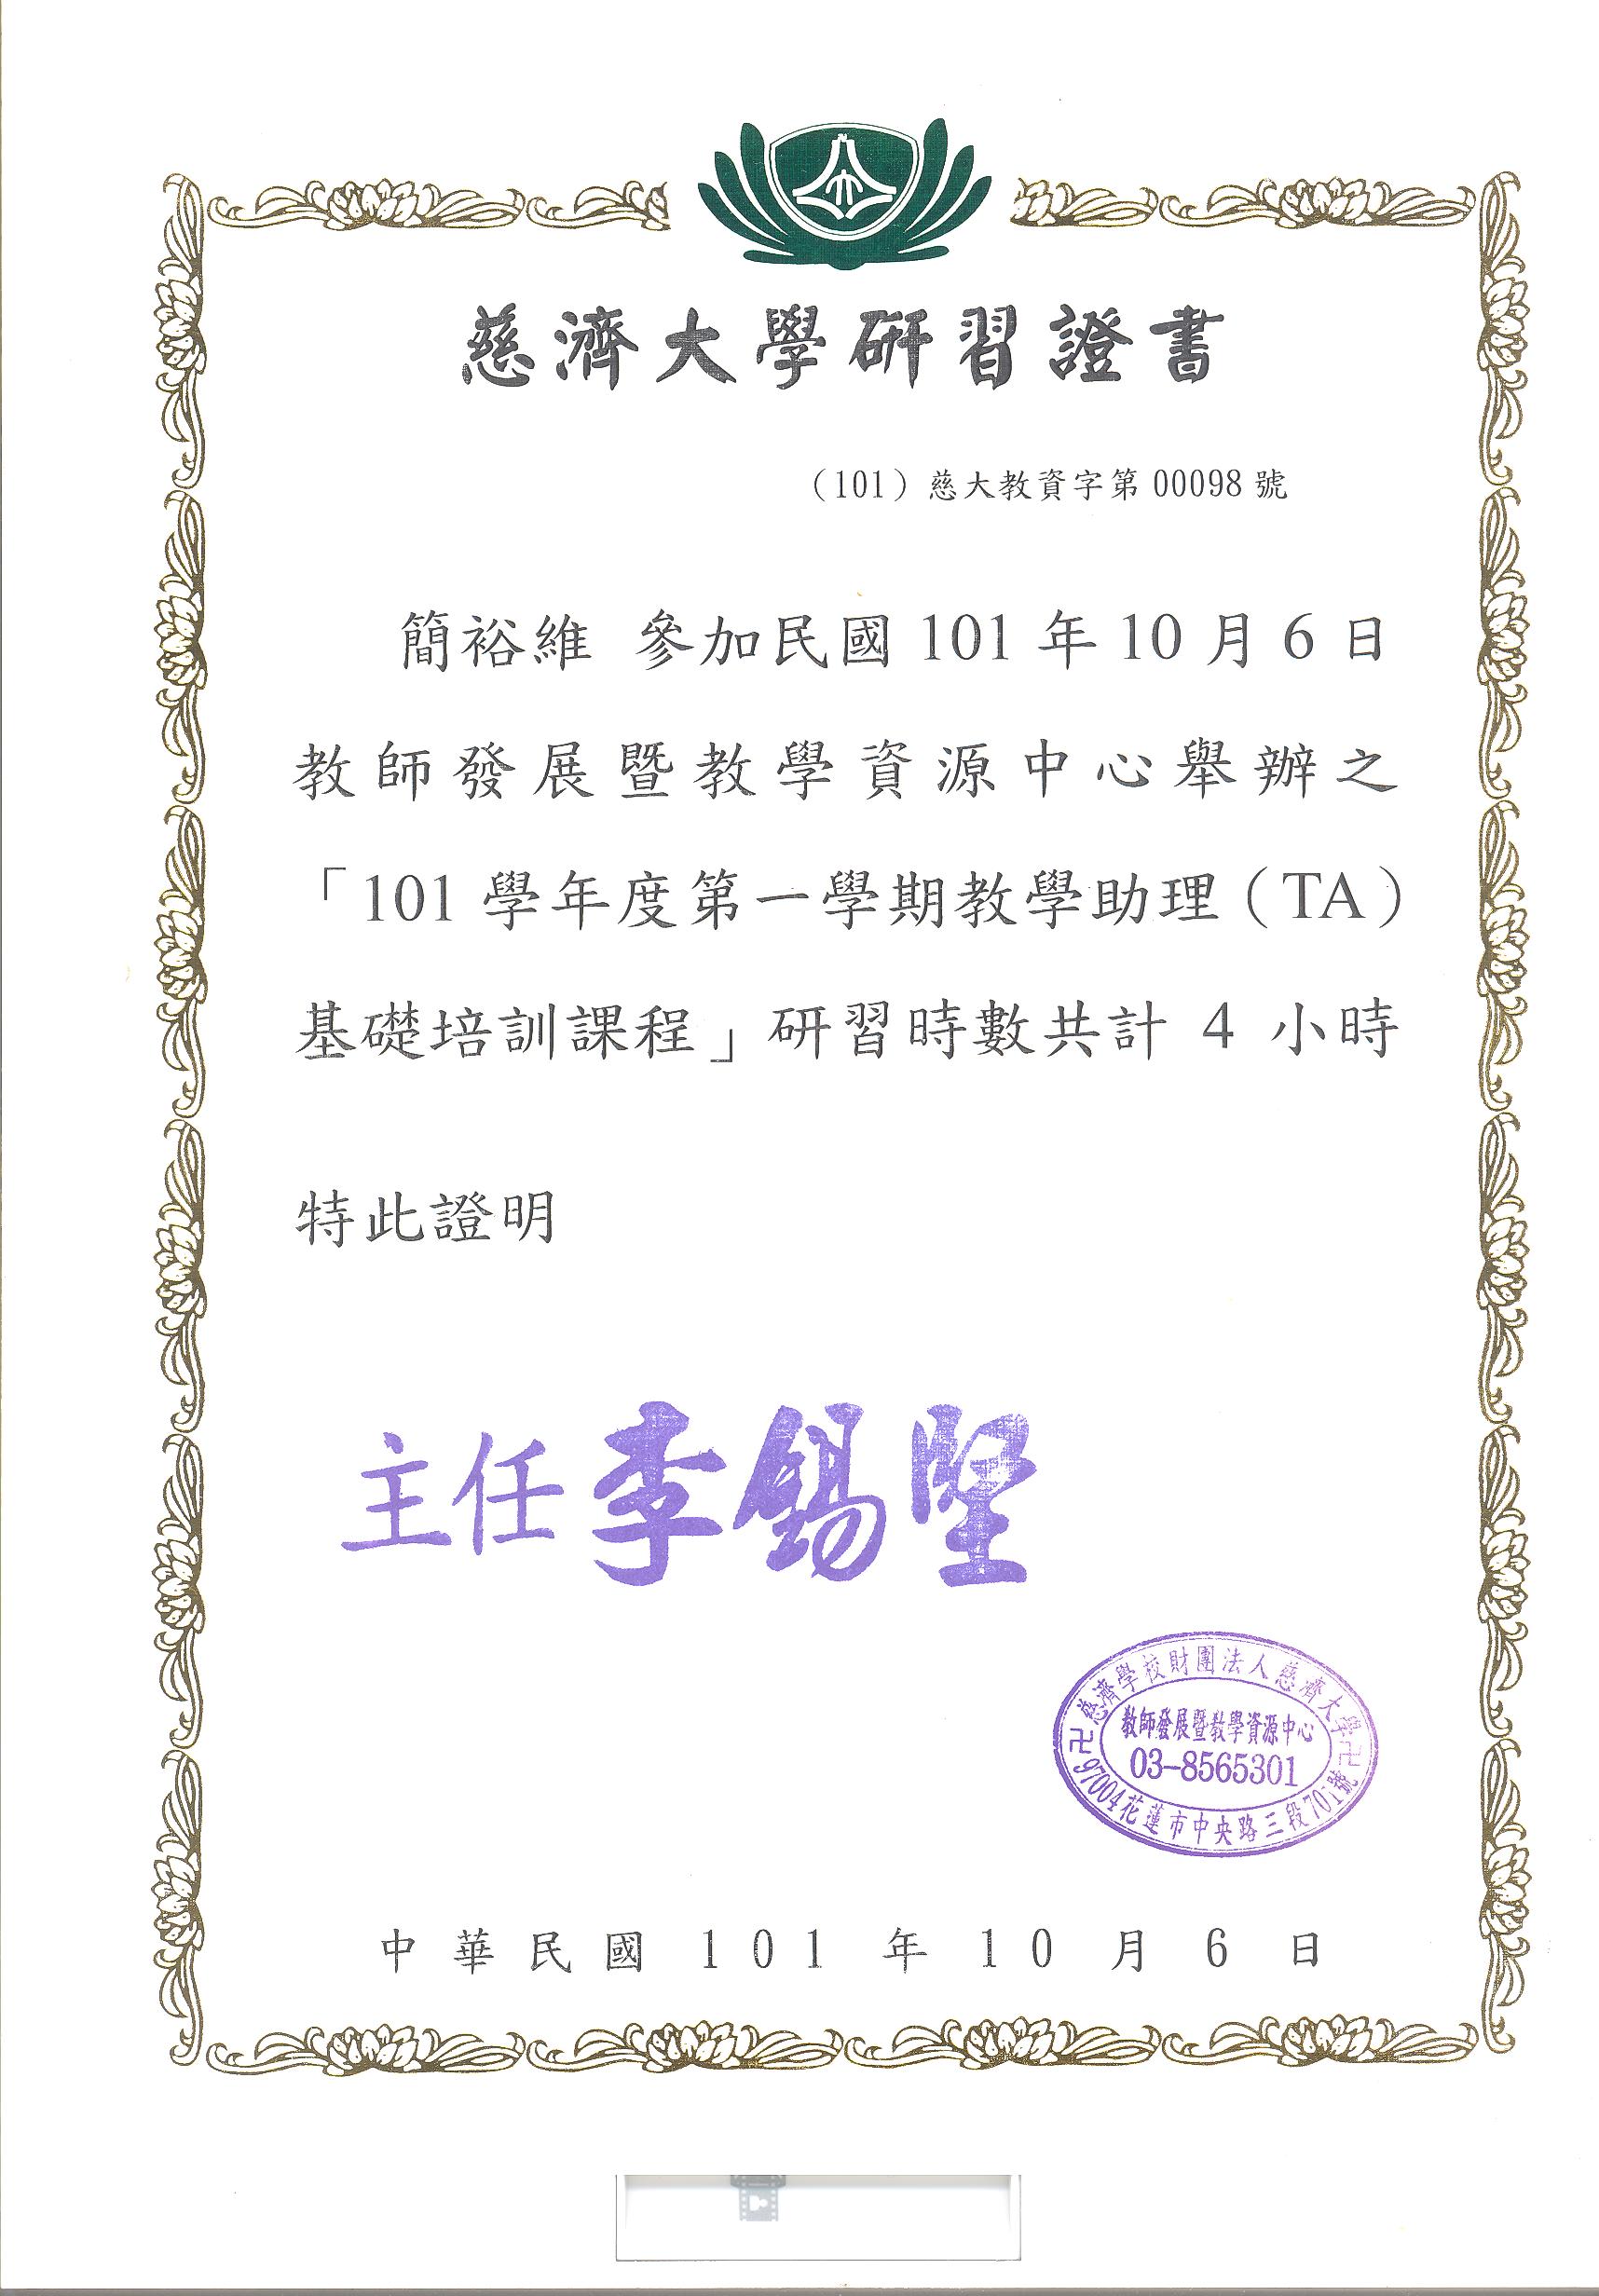 慈濟大學研習證書
（101）慈大教資字第 00098 號
簡裕維 參加民國 101 年 10 月 6 日
教師發展暨教學資源中心舉辦之
「101 學年度第一學期教學助理（TA）
基礎培訓課程」研習時數共計 4 小時
特此證明
主任李錫堅
卍慈濟學校財團法人慈濟大學卍
教師發展暨教學資源中心
03-8565301
97004花蓮市中央路三段701號
中華民國 101 年 10 月 6 日